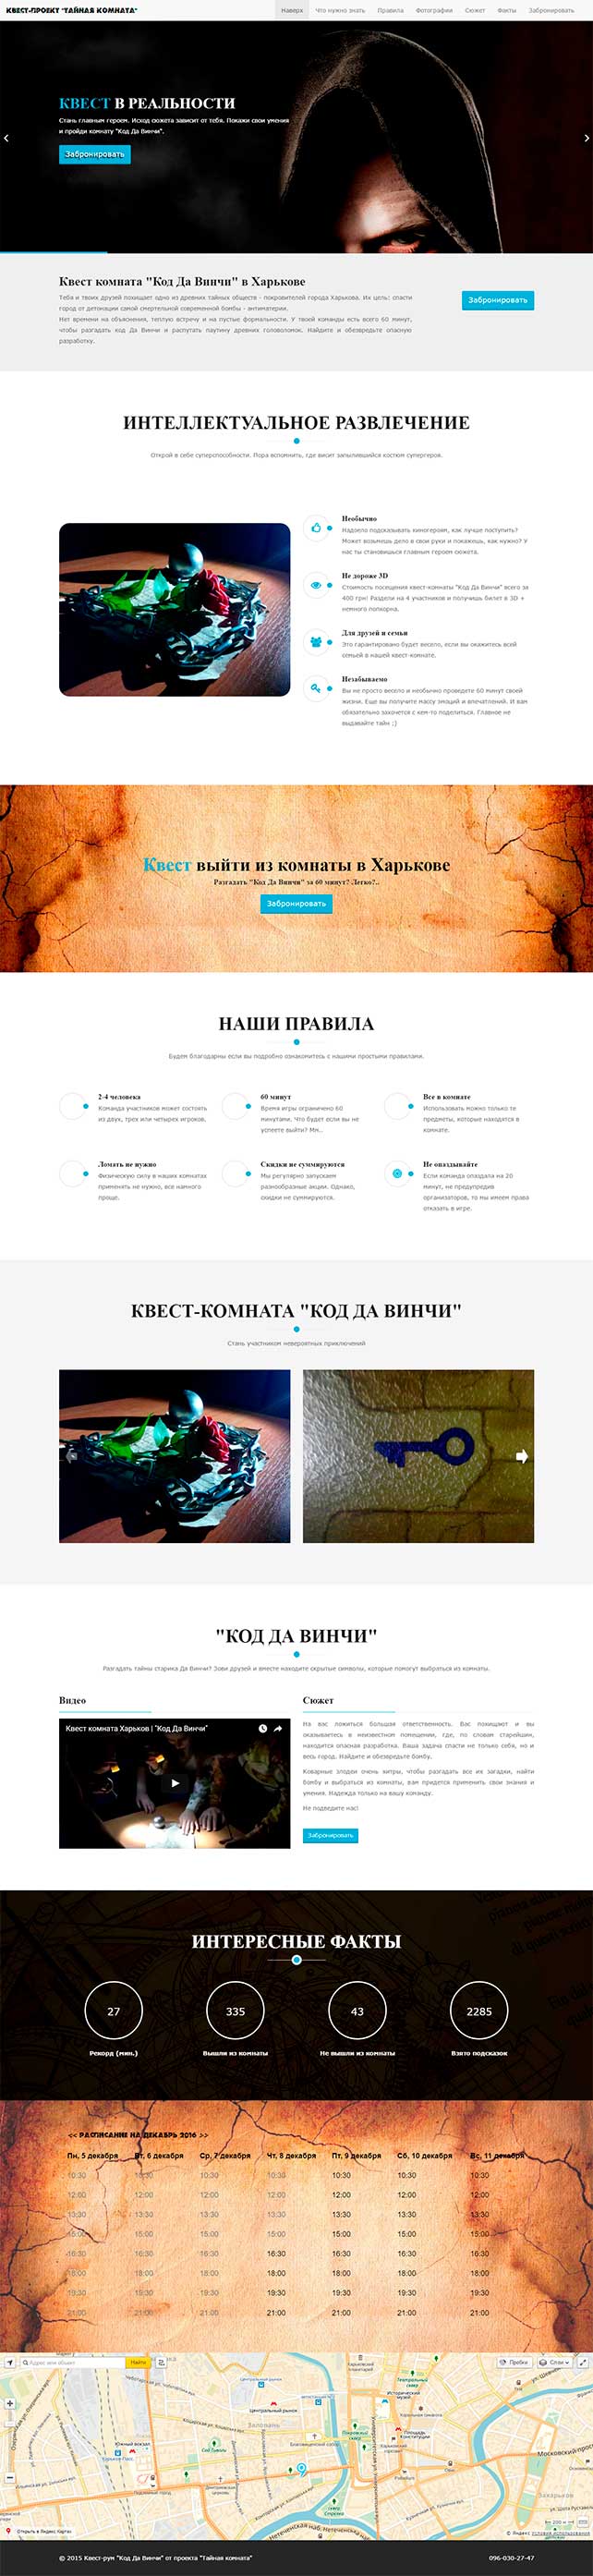 КВЕСТ-ПРОЕКТ "ТАЙНАЯ КОМНАТА"
Наверх Что нужно знать Правила Фотографии Сюжет Факты Забронировать
КВЕСТ В РЕАЛЬНОСТИ
Стань главным героем. Исход сюжета зависит от тебя. Покажи свои умения
и пройди комнату "Код Да Винчи".
Забронировать
Квест комната "Код Да Винчи" в Харькове
Тебя и твоих друзей похищает одно из древних тайных обществ - покровителей города Харькова. Их цель: спасти
город от детонации самой смертельной современной бомбы - антиматерии.
Нет времени на объяснения, теплую встречу и на пустые формальности. У твоей команды есть всего 60 минут,
чтобы разгадать код Да Винчи и распутать паутину древних головоломок. Найдите и обезвредьте опасную
разработку.
Забронировать
ИНТЕЛЛЕКТУАЛЬНОЕ РАЗВЛЕЧЕНИЕ
Открой в себе суперспособности. Пора вспомнить, где висит запылившийся костюм супергероя.
Необычно
Надоело подсказывать киногероям, как лучше поступить?
Может возьмешь дело в свои руки и покажешь, как нужно? У
нас ты становишься главным героем сюжета.
Не дороже 3D
Стоимость посещения квест-комнаты "Код Да Винчи" всего за
400 грн! Раздели на 4 участников и получишь билет в 3D +
немного попкорна.
Для друзей и семьи
Это гарантировано будет весело, если вы окажитесь всей
семьей в нашей квест-комнате.
Незабываемо
Вы не просто весело и необычно проведете 60 минут своей
жизни. Еще вы получите массу эмоций и впечатлений. И вам
обязательно захочется с кем-то поделиться. Главное не
выдавайте тайн ;)
Квест выйти из комнаты в Харькове
Разгадать "Код Да Винчи" за 60 минут? Легко?..
Забронировать
НАШИ ПРАВИЛА
Будем благодарны если вы подробно ознакомитесь с нашими простыми правилами.
2-4 человека
Команда участников может состоять
из двух, трех или четырех игроков.
60 минут
Время игры ограничено 60
минутами. Что будет если вы не
успеете выйти? Мм..
Все в комнате
Использовать можно только те
предметы, которые находятся в
комнате.
Ломать не нужно
Физическую силу в наших комнатах
применять не нужно, все намного
проще.
Скидки не суммируются
Мы регулярно запускаем
разнообразные акции. Однако,
скидки не суммируются.
Не опаздывайте
Если команда опоздала на 20
минут, не предупредив
организаторов, то мы имеем права
отказать в игре.
КВЕСТ-КОМНАТА "КОД ДА ВИНЧИ"
Стань участником невероятных приключений
"КОД ДА ВИНЧИ"
Разгадать тайны старика Да Винчи? Зови друзей и вместе находите скрытые символы, которые помогут выбраться из комнаты.
Видео
Квест комната Харьков | "Код Да Винчи"
Сюжет
На вас ложиться большая ответственность. Вас похищают и вы
оказываетесь в неизвестном помещении, где, по словам старейшин,
находится опасная разработка. Ваша задача спасти не только себя, но и
весь город. Найдите и обезвредьте бомбу.
Коварные злодеи очень хитры, чтобы разгадать все их загадки, найти
бомбу и выбраться из комнаты, вам придется применить свои знания и
умения. Надежда только на вашу команду.
Не подведите нас!
Забронировать
ИНТЕРЕСНЫЕ ФАКТЫ
27 335 43 2285
Рекорд (мин.) Вышли из комнаты Не вышли из комнаты Взято подсказок
<< РАСПИСАНИЕ НА ДЕКАБРЬ 2016 >>
Пн, 5 декабря Вт, 6 декабря Ср, 7 декабря Чт, 8 декабря Пт, 9 декабря Сб, 10 декабря Вс, 11 декабря
10:30 10:30 10:30 10:30 10:30 10:30 10:30
12:00 12:00 12:00 12:00 12:00 12:00 12:00
13:30 13:30 13:30 13:30 13:30 13:30 13:30
15:00 15:00 15:00 15:00 15:00 15:00 15:00
16:30 16:30 16:30 16:30 16:30 16:30 16:30
18:00 18:00 18:00 18:00 18:00 18:00 18:00
19:30 19:30 19:30 19:30 19:30 19:30 19:30
21:00 21:00 21:00 21:00 21:00 21:00 21:00
Адрес или объект Найти
Пробки Слои
Центральный рынок
Исторический музей
Центральный рынок
Южный вокзал
Площадь Конституции
Благовещенский собор
Открыть в Яндекс.Картах
200 м
© Яндекс Условия использования
© 2015 Квест-рум "Код Да Винчи" от проекта "Тайная комната"
096-030-27-47